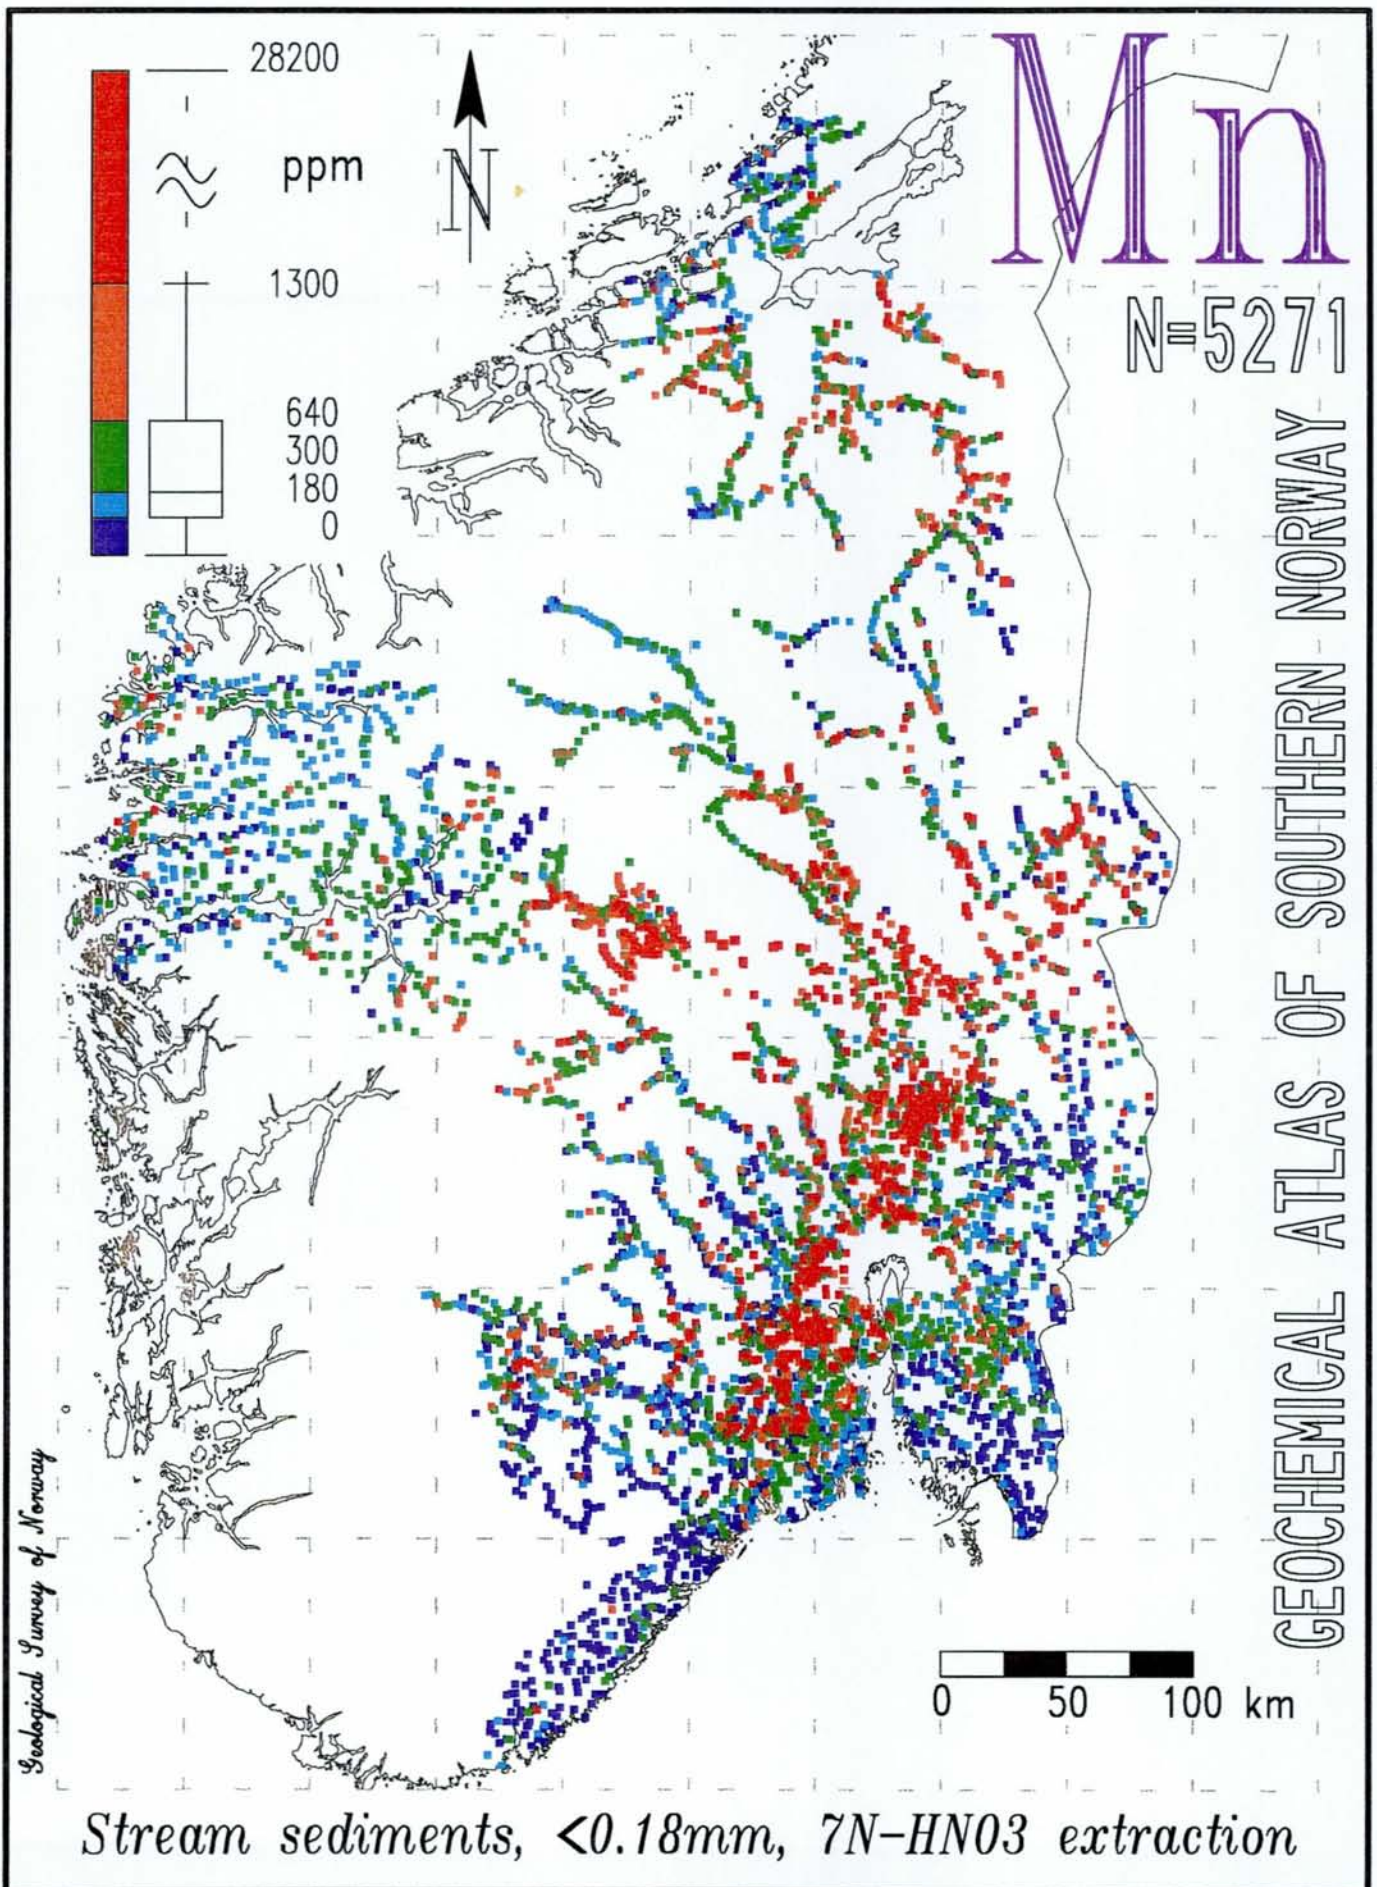 28200
ppm
1300
640
300
180
0
N
Mn
N=5271
GEOCHEMICAL ATLAS OF SOUTHERN NORWAY
Geological Survey of Norway
0 50 100 km
Stream sediments, <0.18mm, 7N-HNO3 extraction